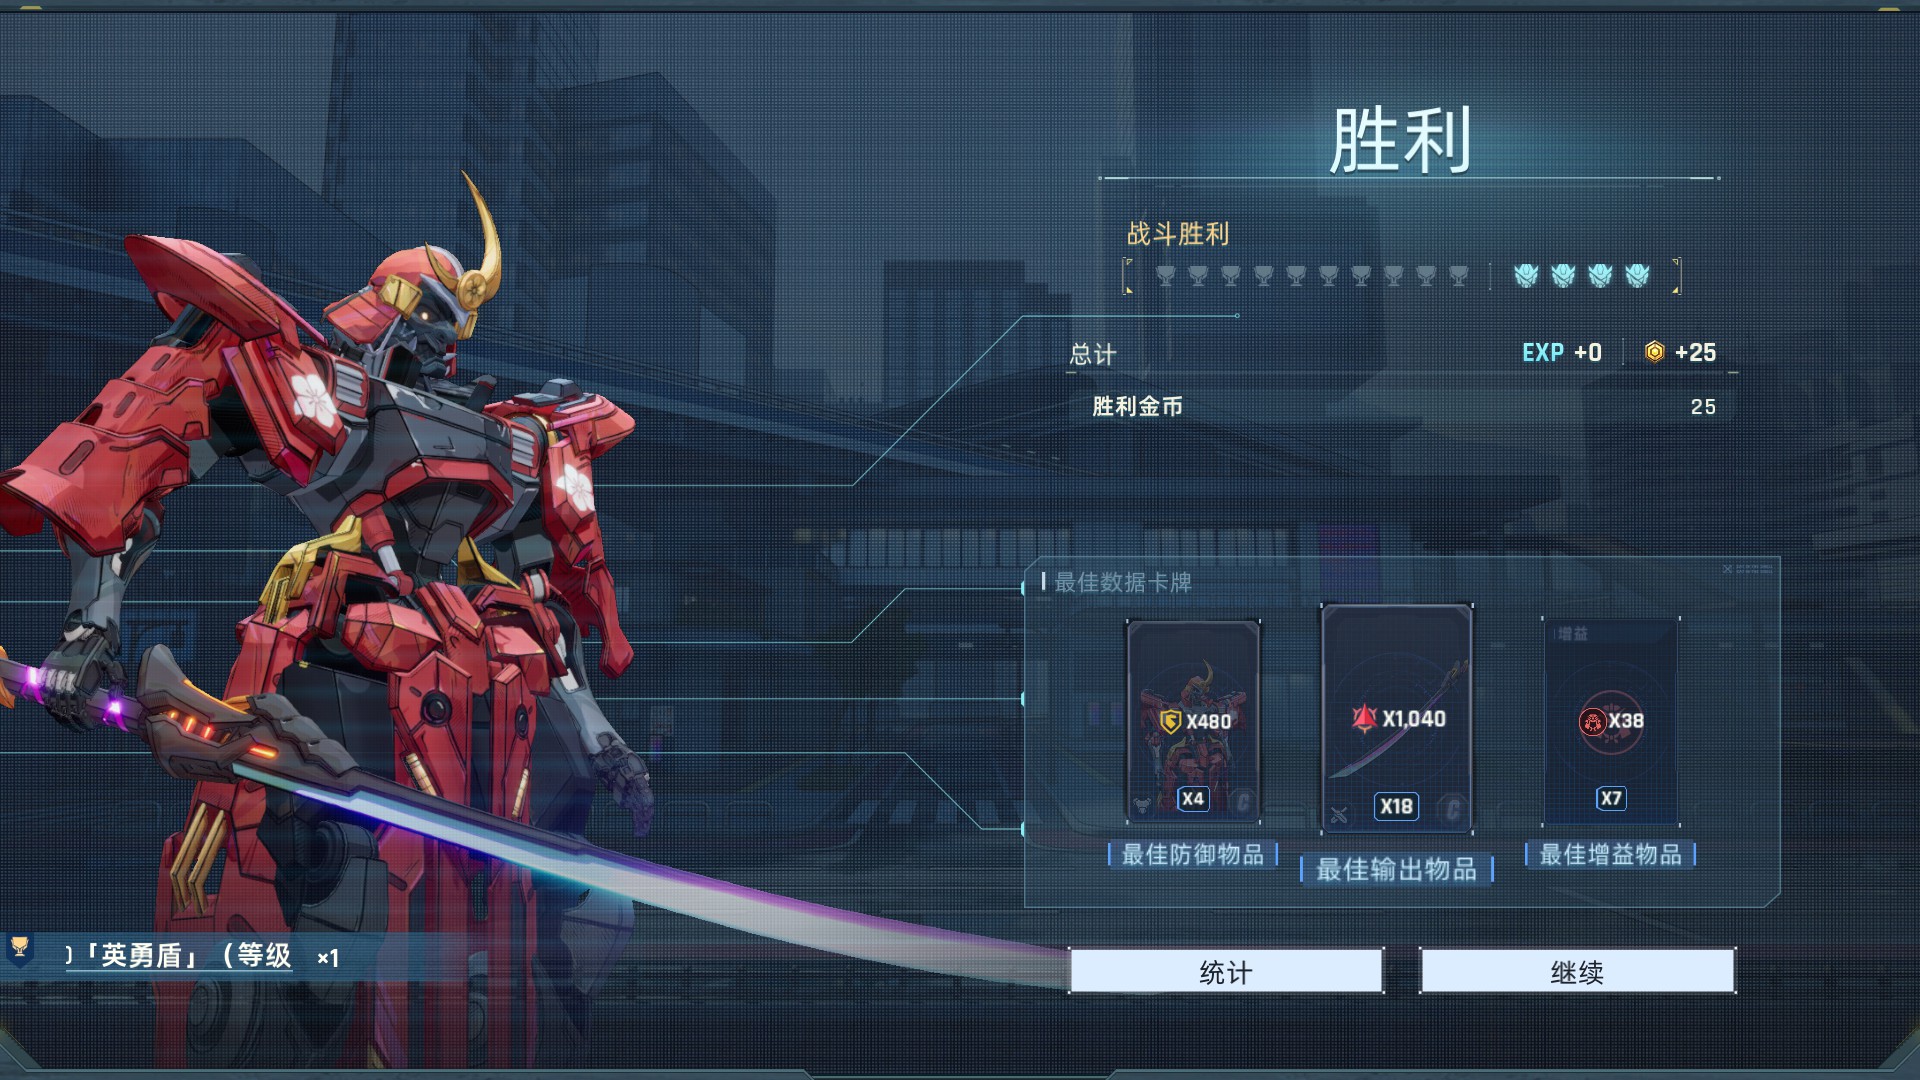 胜利
战斗胜利
总计 EXP +0 +25
胜利金币 25
最佳数据卡牌
增益
X480 X1,040 X38
X4 C X18 C X7
最佳防御物品 最佳输出物品 最佳增益物品
「英勇盾」（等级 ×1
统计 继续